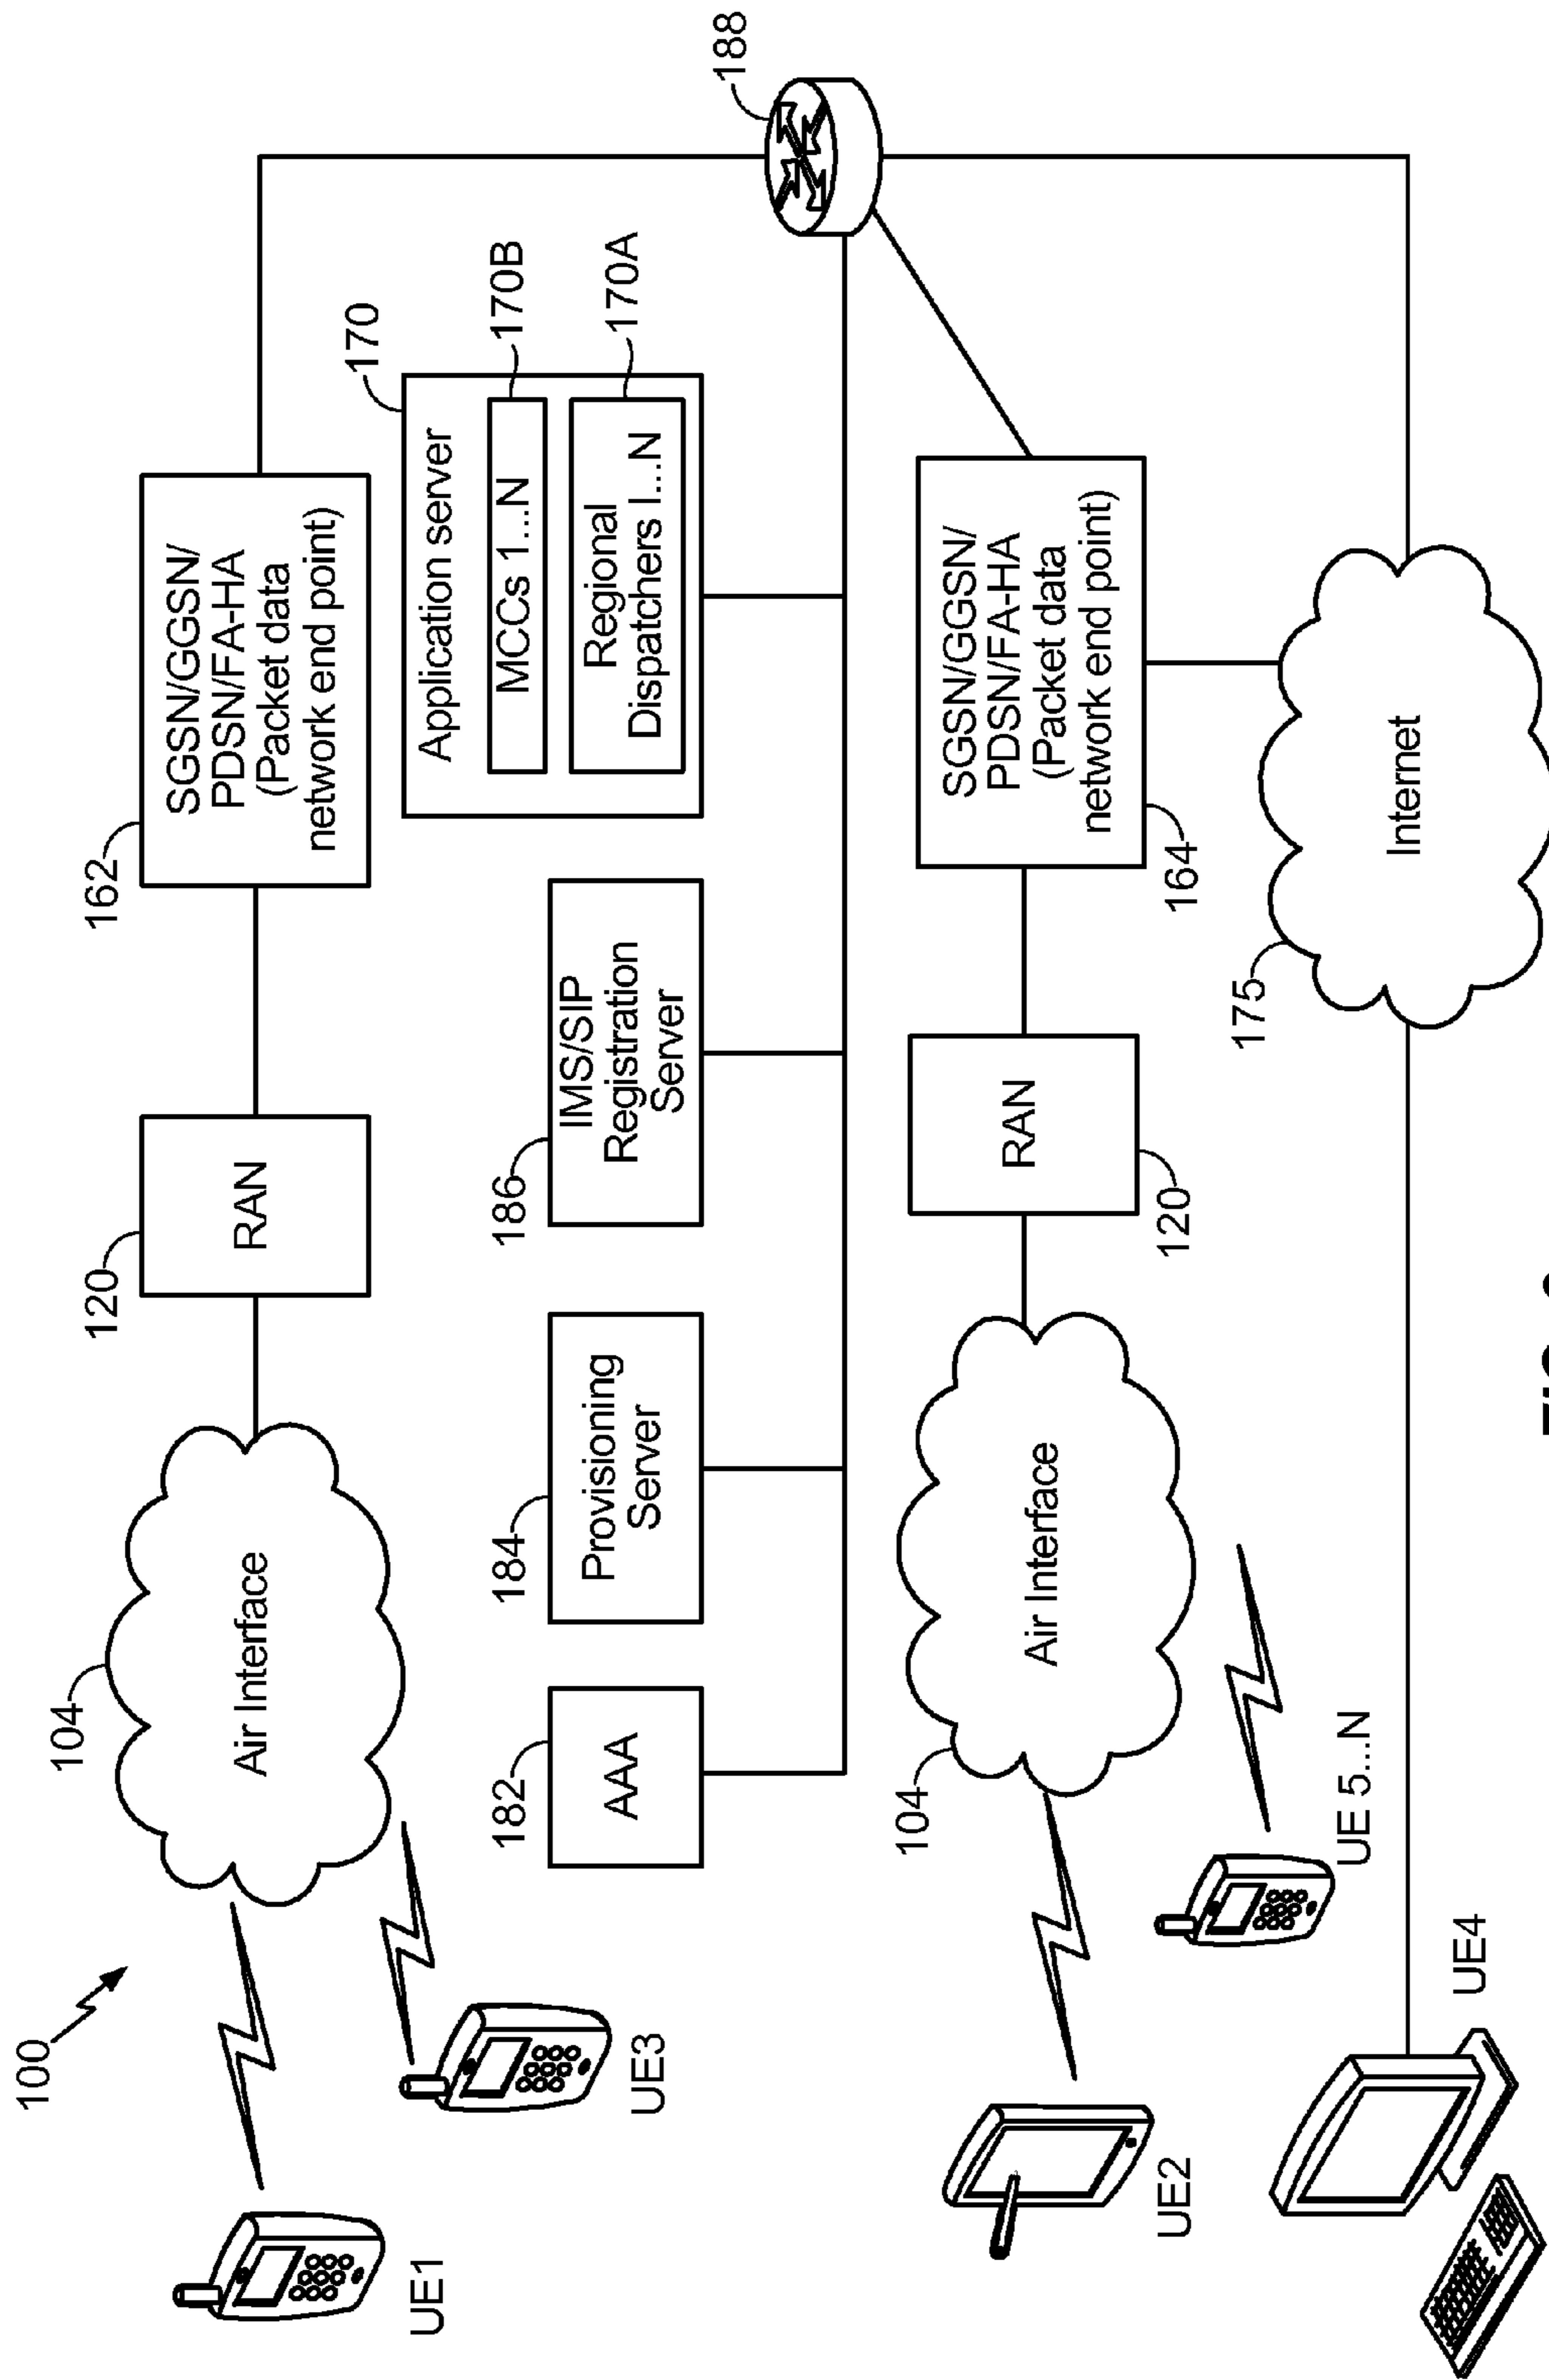 100
104
Air Interface
120
RAN
162
SGSN/GGSN/
PDSN/FA-HA
(Packet data
network end point)
UE1
UE3
182
AAA
184
Provisioning
Server
186
IMS/SIP
Registration
Server
170
Application server
MCCs 1...N
170B
Regional
Dispatchers I...N
170A
188
104
Air Interface
120
RAN
164
SGSN/GGSN/
PDSN/FA-HA
(Packet data
network end point)
UE2
UE 5...N
175
Internet
UE4